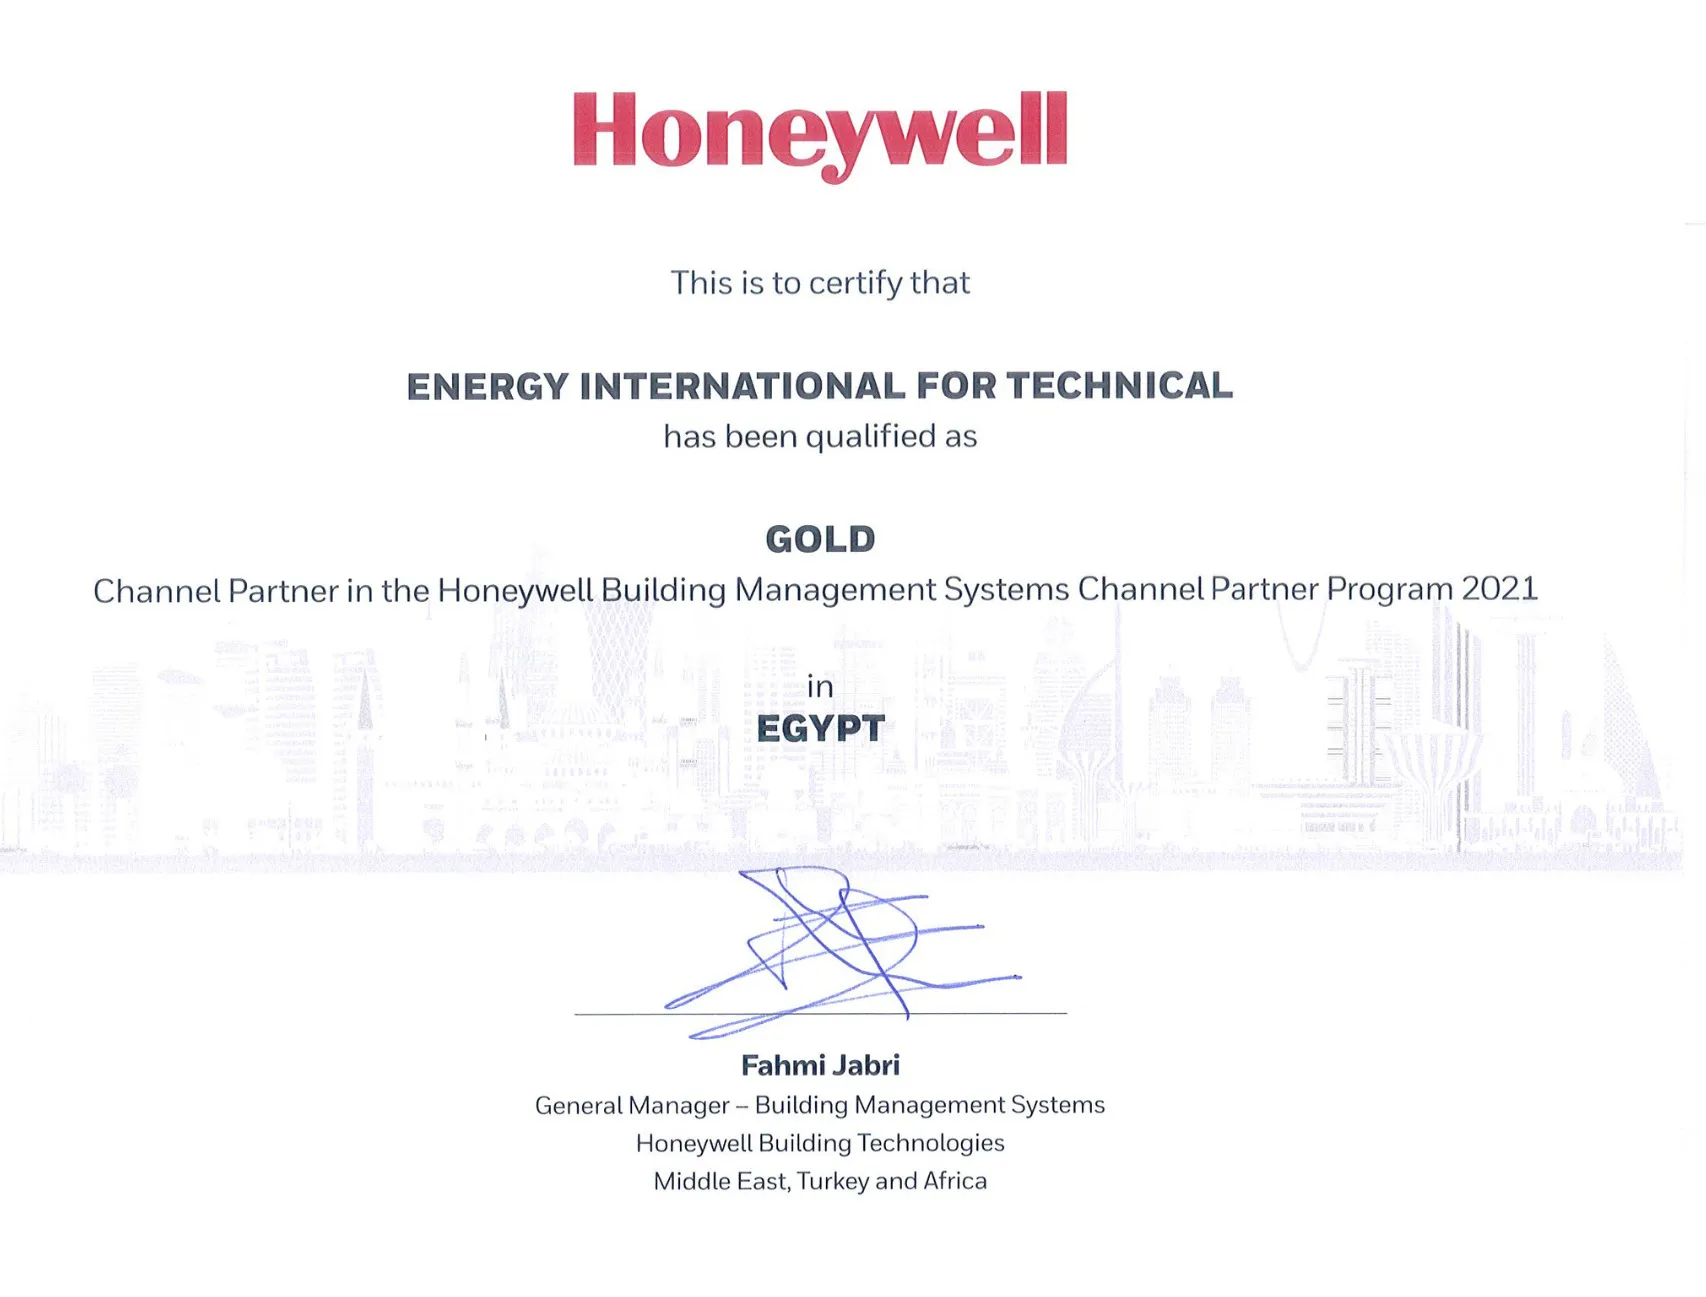 Honeywell
This is to certify that
ENERGY INTERNATIONAL FOR TECHNICAL
has been qualified as
GOLD
Channel Partner in the Honeywell Building Management Systems Channel Partner Program 2021
in
EGYPT
Fahmi Jabri
General Manager – Building Management Systems
Honeywell Building Technologies
Middle East, Turkey and Africa